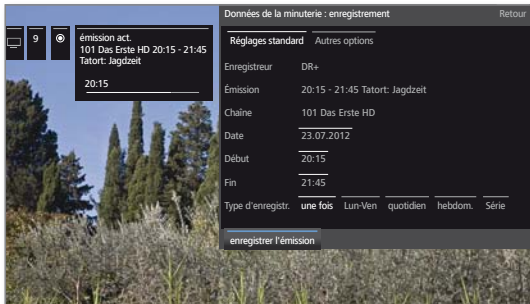 9
émission act.
101 Das Erste HD 20:15 - 21:45
Tatort: Jagdzeit
20:15
Données de la minuterie : enregistrement Retour
Réglages standard Autres options
Enregistreur DR+
Émission 20:15 - 21:45 Tatort: Jagdzeit
Chaîne 101 Das Erste HD
Date 23.07.2012
Début 20:15
Fin 21:45
Type d'enregistr. une fois Lun-Ven quotidien hebdom. Série
enregistrer l'émission